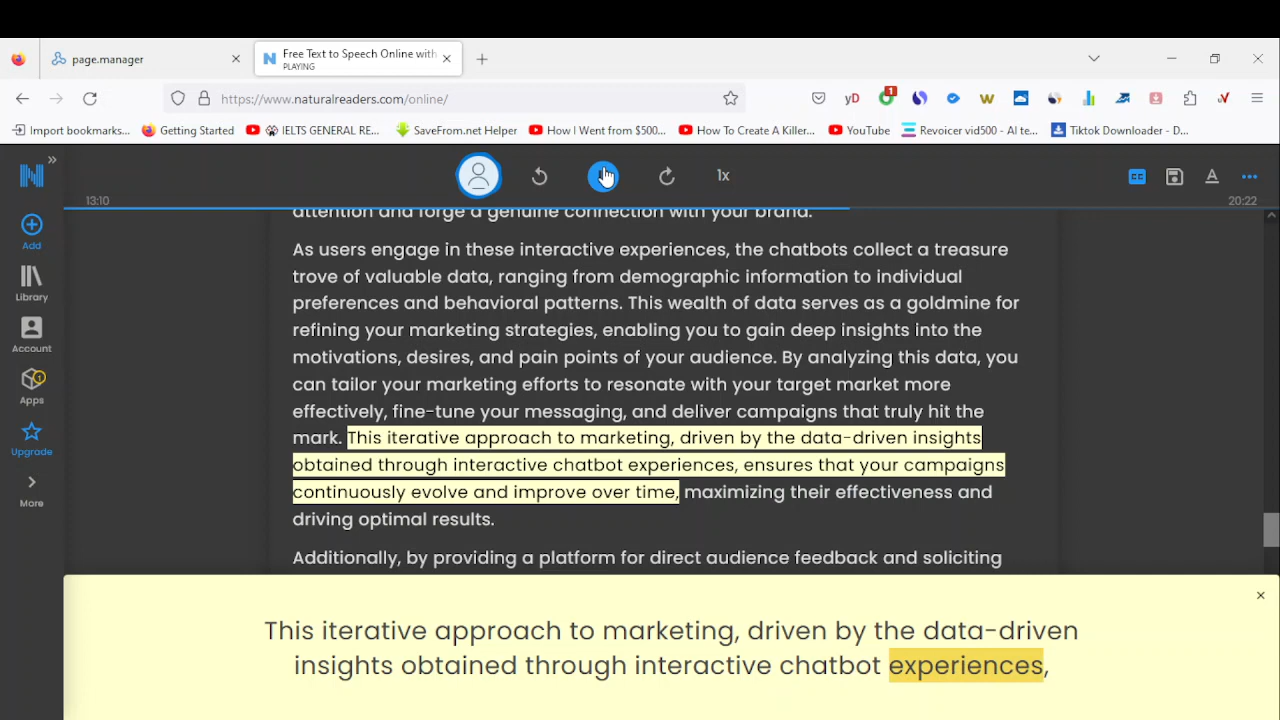 page.manager
Free Text to Speech Online with
PLAYING
https://www.naturalreaders.com/online/
1
yD
W
Import bookmarks...
Getting Started
IELTS GENERAL RE...
SaveFrom.net Helper
How I Went from $500...
How To Create A Killer...
YouTube
Revoicer vid500 - AI te...
Tiktok Downloader - D...
1x
CC
A
13:10
20:22
Add
Library
Account
1
Apps
Upgrade
More
attention and forge a genuine connection with your brand.
As users engage in these interactive experiences, the chatbots collect a treasure
trove of valuable data, ranging from demographic information to individual
preferences and behavioral patterns. This wealth of data serves as a goldmine for
refining your marketing strategies, enabling you to gain deep insights into the
motivations, desires, and pain points of your audience. By analyzing this data, you
can tailor your marketing efforts to resonate with your target market more
effectively, fine-tune your messaging, and deliver campaigns that truly hit the
mark. This iterative approach to marketing, driven by the data-driven insights
obtained through interactive chatbot experiences, ensures that your campaigns
continuously evolve and improve over time, maximizing their effectiveness and
driving optimal results.
Additionally, by providing a platform for direct audience feedback and soliciting
This iterative approach to marketing, driven by the data-driven
insights obtained through interactive chatbot experiences,